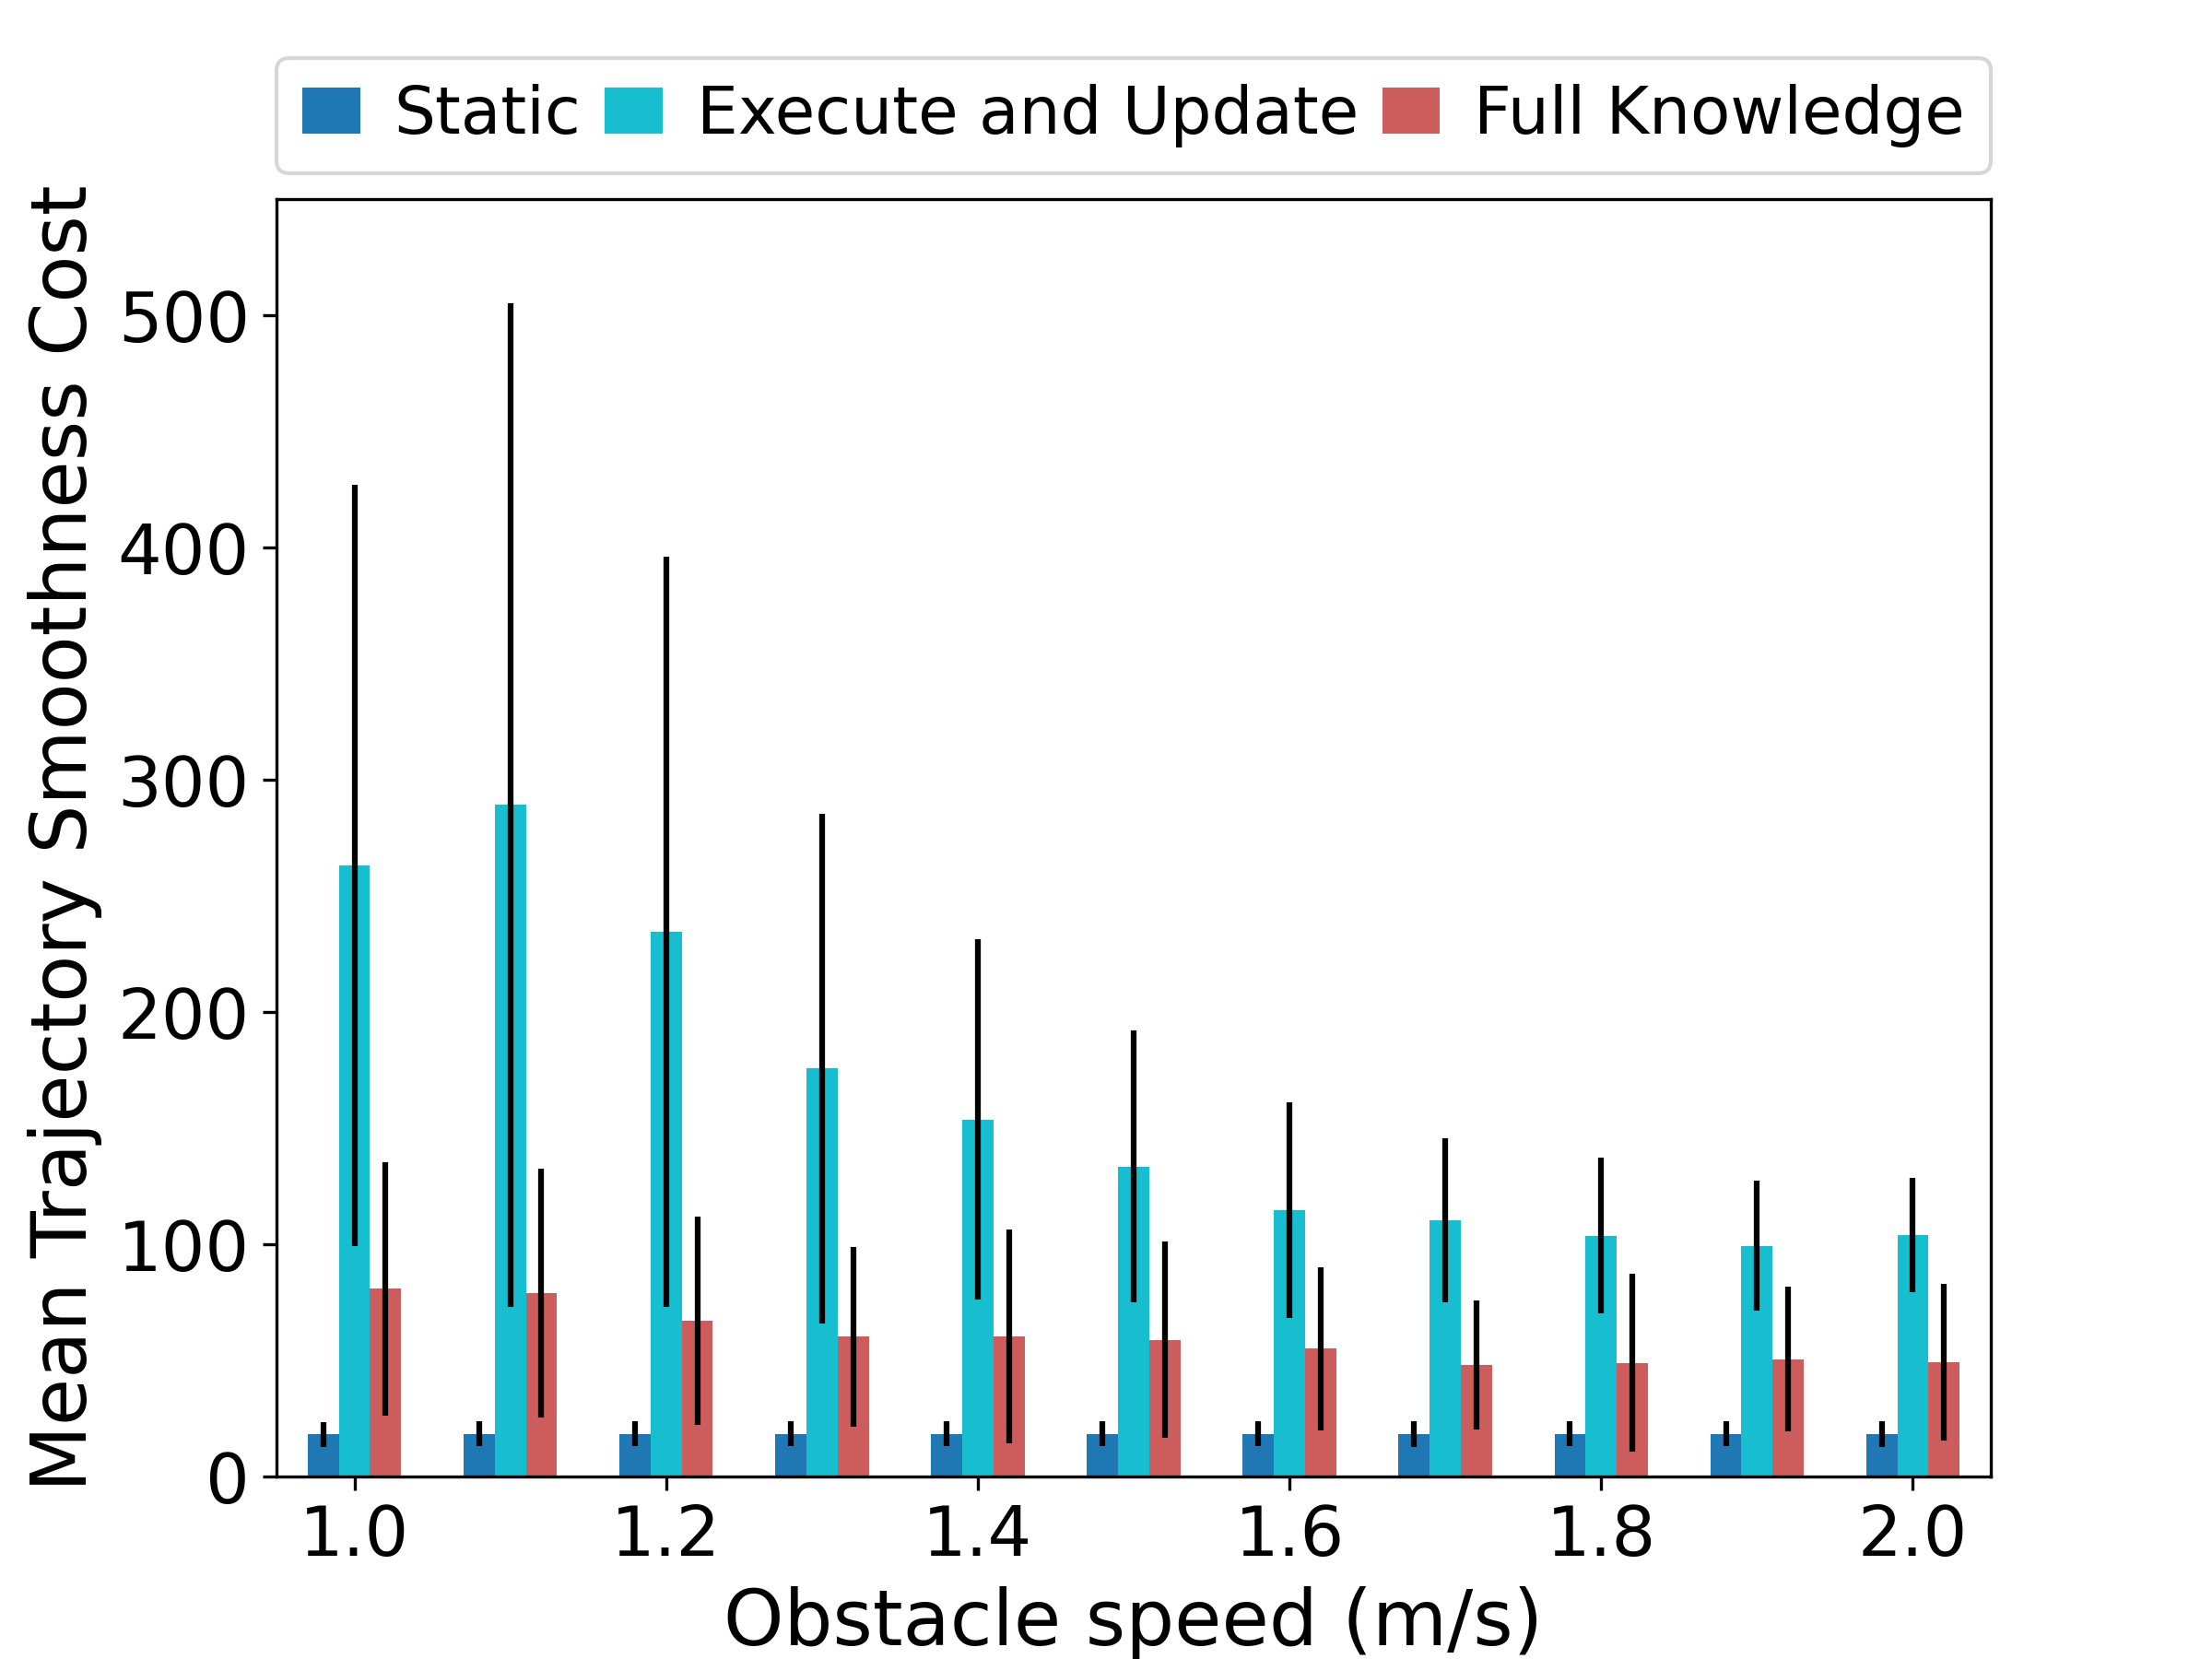 Static Execute and Update Full Knowledge
Mean Trajectory Smoothness Cost
500
400
300
200
100
0
1.0 1.2 1.4 1.6 1.8 2.0
Obstacle speed (m/s)